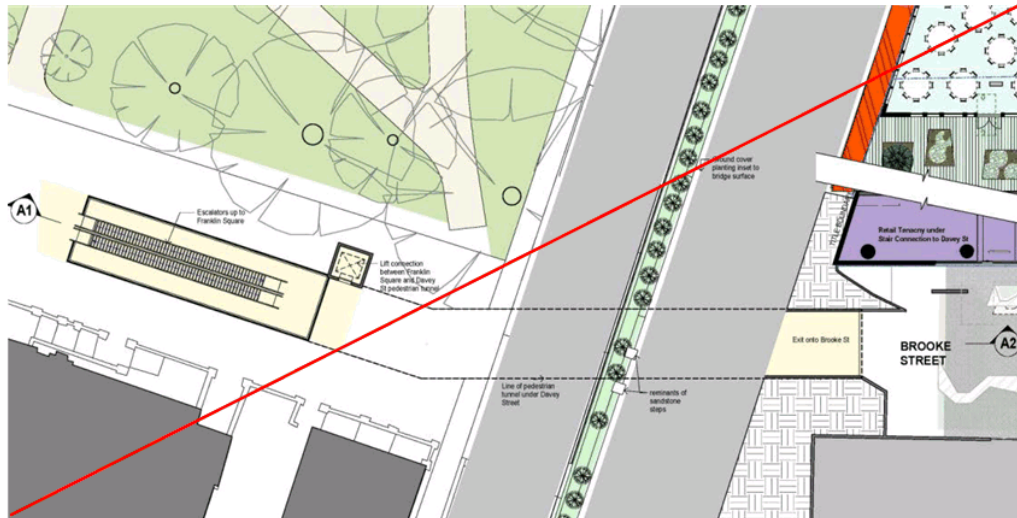 A1
Escalators up to
Franklin Square
Lift connection
between Franklin
Square and Davey
St pedestrian tunnel
Ground cover
planting inset to
bridge surface
Line of pedestrian
tunnel under Davey
Street
reminants of
sandstone
steps
Retail Tenacny under
Stair Connection to Davey St
Exit onto Brooke St
BROOKE
STREET
A2